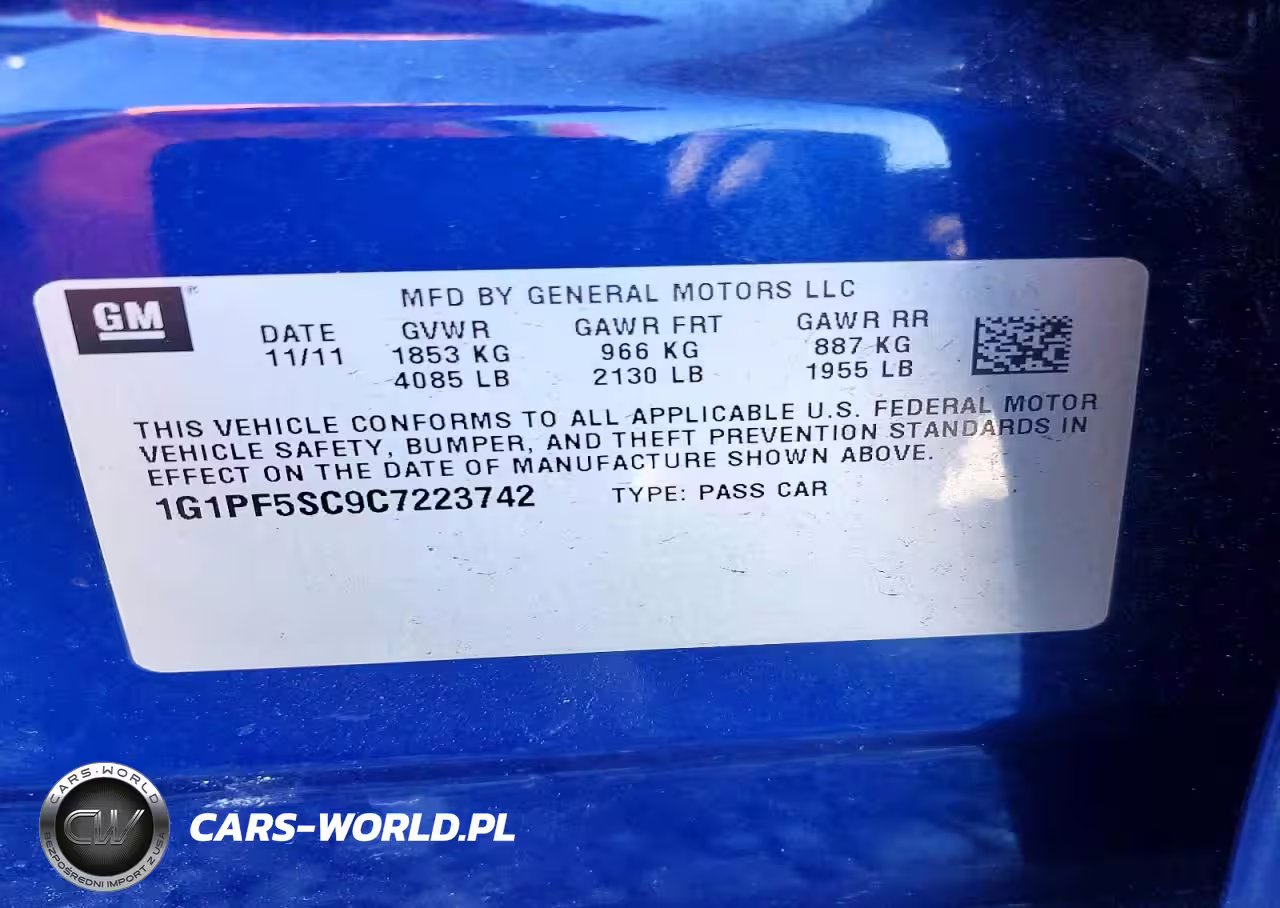 GM
MFD BY GENERAL MOTORS LLC
DATE GVWR GAWR FRT GAWR RR
11/11 1853 KG 966 KG 887 KG
4085 LB 2130 LB 1955 LB
THIS VEHICLE CONFORMS TO ALL APPLICABLE U.S. FEDERAL MOTOR
VEHICLE SAFETY, BUMPER, AND THEFT PREVENTION STANDARDS IN
EFFECT ON THE DATE OF MANUFACTURE SHOWN ABOVE.
1G1PF5SC9C7223742 TYPE: PASS CAR
CARS-WORLD
CW
BEZPOŚREDNI IMPORT Z USA
CARS-WORLD.PL